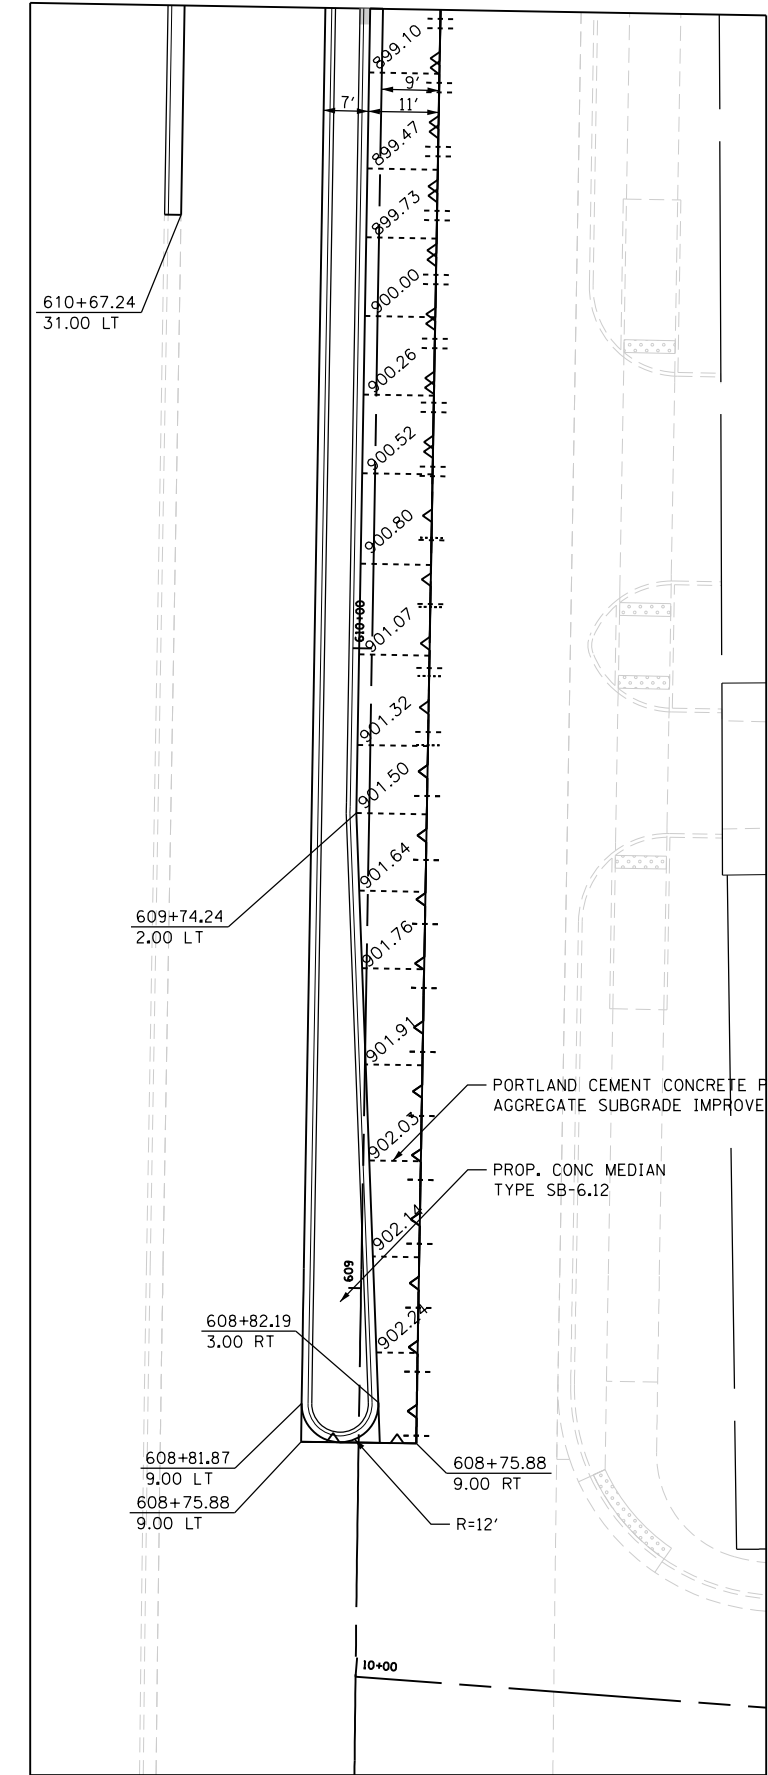 899.10
9'
7'
11'
899.47
899.73
900.00
610+67.24
31.00 LT
900.26
900.52
900.80
610+00
901.07
901.32
901.50
901.64
609+74.24
2.00 LT
901.76
901.91
PORTLAND CEMENT CONCRETE
AGGREGATE SUBGRADE
902.03
PROP. CONC MEDIAN
TYPE SB-6.12
902.14
609
608+82.19
3.00 RT
902.24
608+81.87
9.00 LT
608+75.88
9.00 RT
608+75.88
9.00 LT
R=12'
10+00